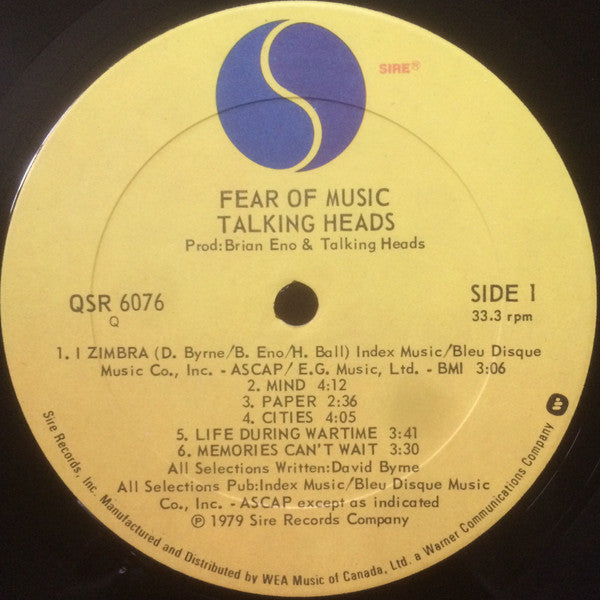 SIRE®
FEAR OF MUSIC
TALKING HEADS
Prod:Brian Eno & Talking Heads
QSR 6076
Q
SIDE 1
33.3 rpm
1. I ZIMBRA (D. Byrne/B. Eno/H. Ball) Index Music/Bleu Disque
Music Co., Inc. - ASCAP/ E.G. Music, Ltd. - BMI 3:06
2. MIND 4:12
3. PAPER 2:36
4. CITIES 4:05
5. LIFE DURING WARTIME 3:41
6. MEMORIES CAN'T WAIT 3:30
All Selections Written:David Byrne
All Selections Pub:Index Music/Bleu Disque Music
Co., Inc. - ASCAP except as indicated
℗ 1979 Sire Records Company
Sire Records, Inc. Manufactured and Distributed by WEA Music of Canada, Ltd. a Warner Communications Company